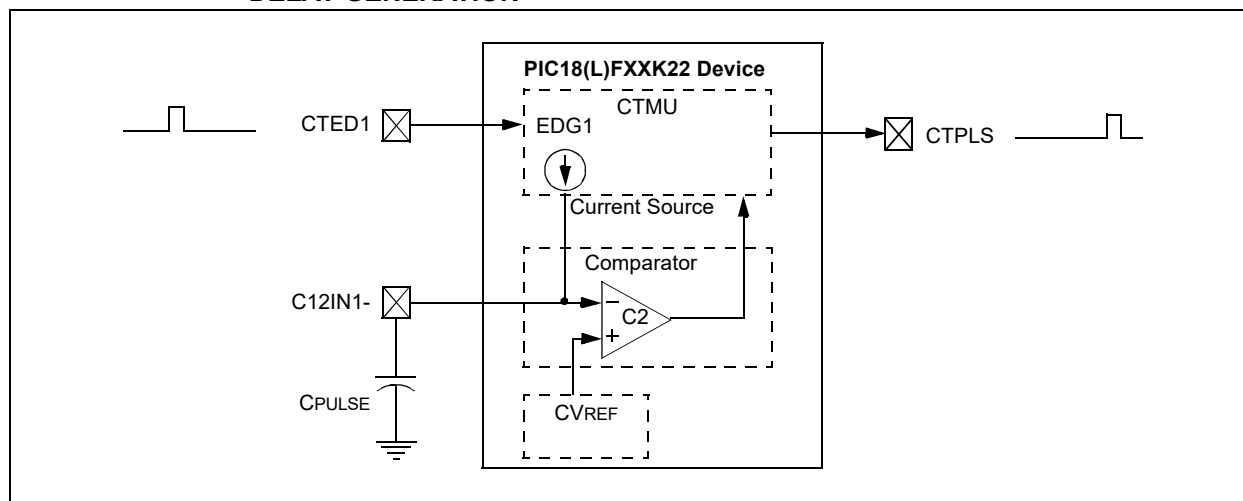 DELAY GENERATION
PIC18(L)FXXK22 Device
CTMU
CTED1
EDG1
CTPLS
Current Source
Comparator
C12IN1-
C2
CPULSE
CVREF